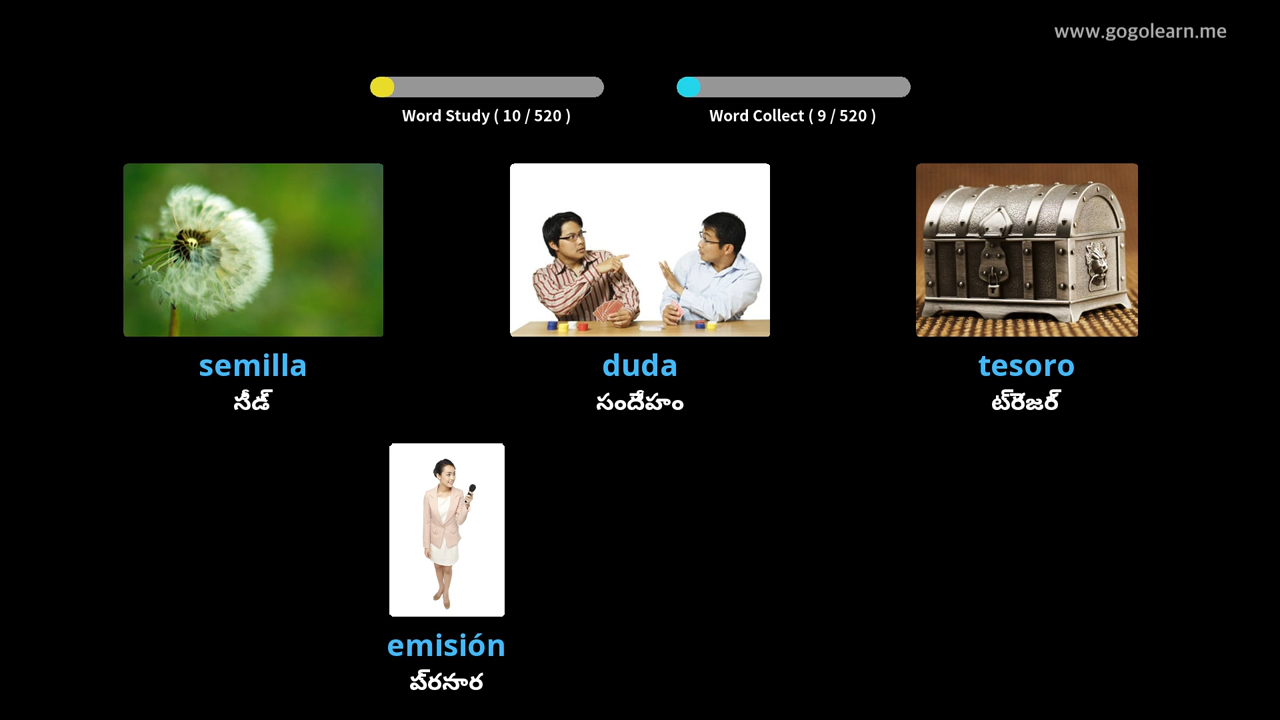 www.gogolearn.me
Word Study ( 10 / 520 )
Word Collect ( 9 / 520 )
semilla
duda
tesoro
నీడ్
సందేహం
ట్రెజర్
emisión
ప్రసార